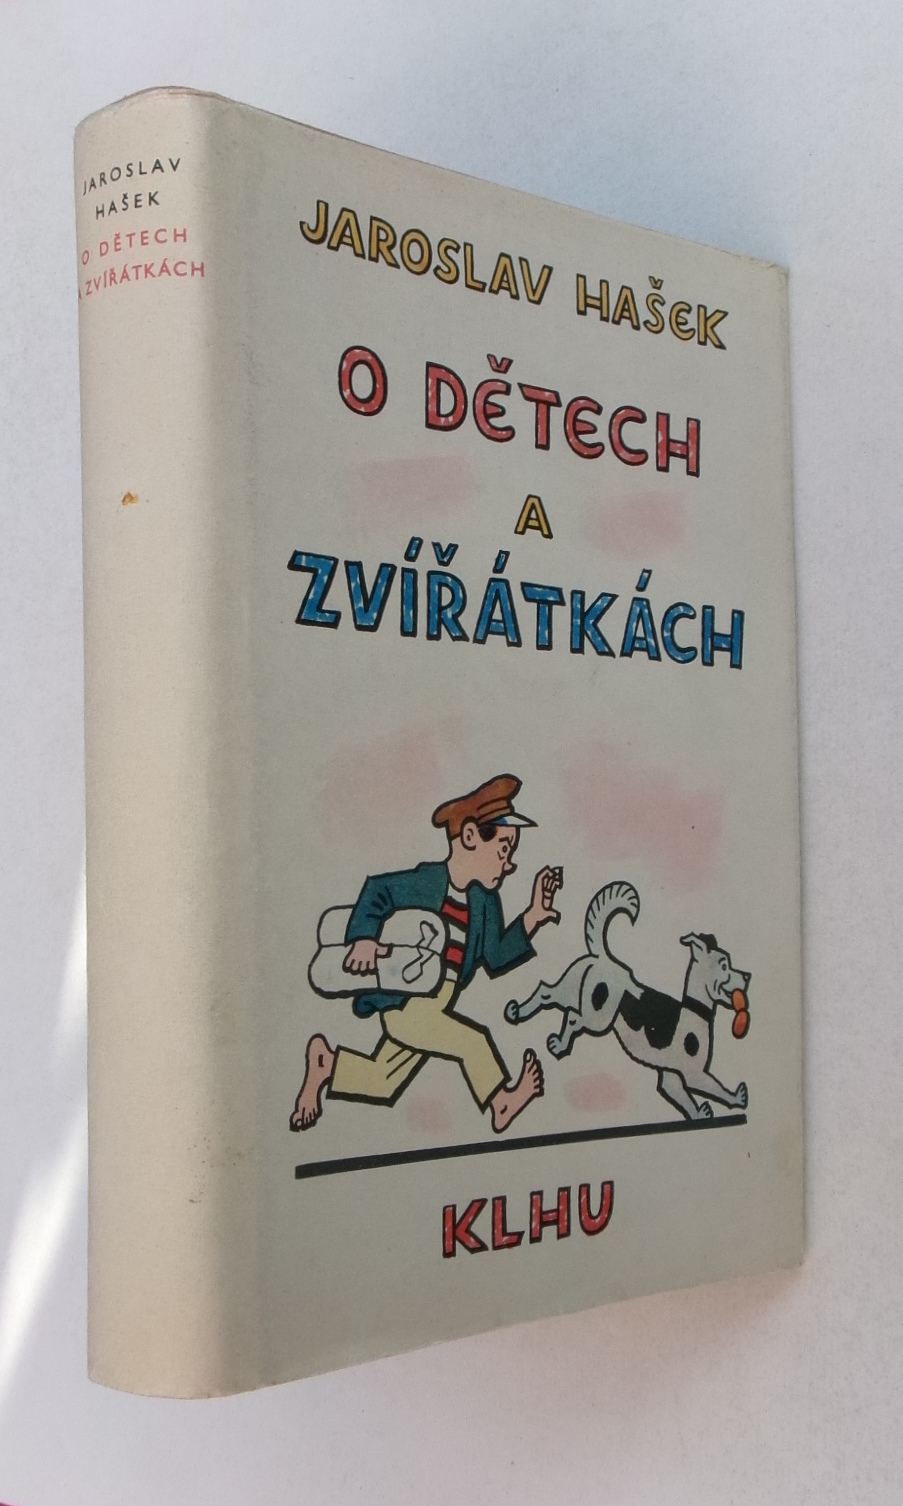 JAROSLAV
HAŠEK
O DĚTECH
A ZVÍŘÁTKÁCH
JAROSLAV HAŠEK
O DĚTECH
A
ZVÍŘÁTKÁCH
KLHU